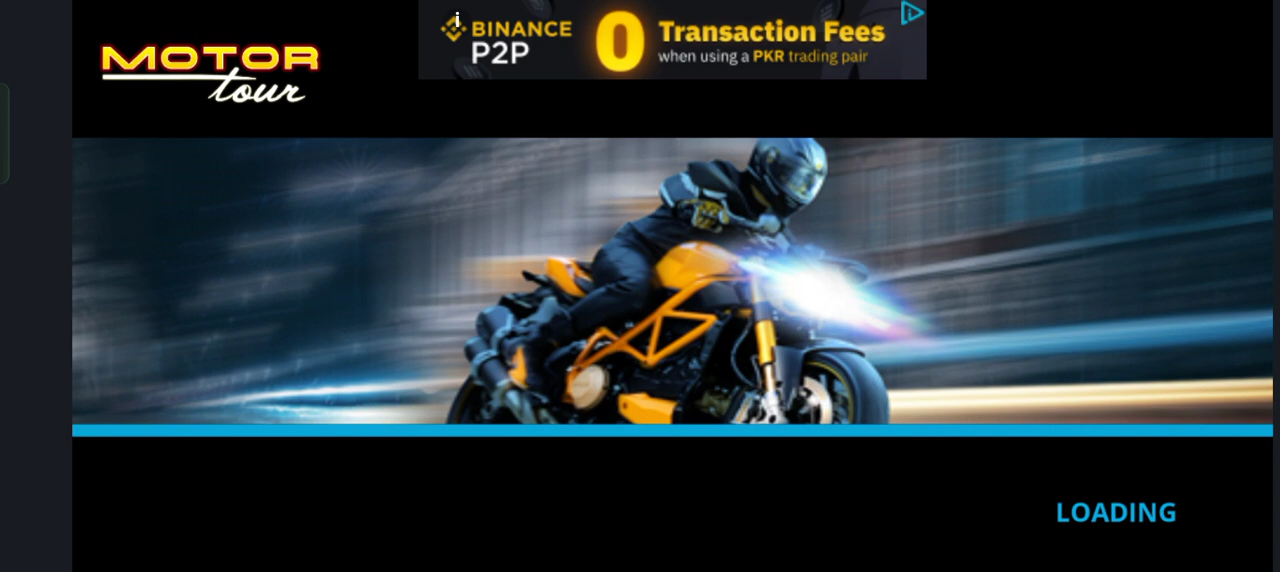 MOTOR
tour
BINANCE
P2P
0
Transaction Fees
when using a PKR trading pair
LOADING